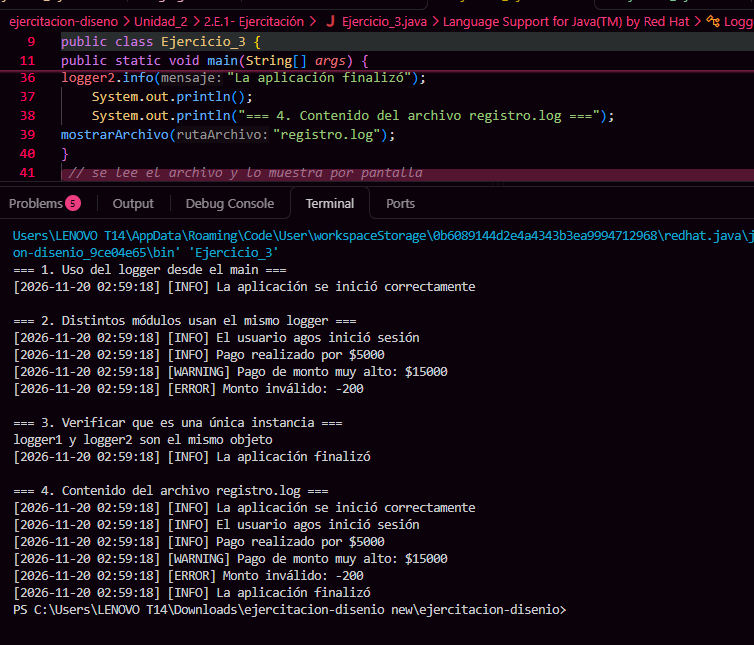 ejercitacion-diseno > Unidad_2 > 2.E.1- Ejercitación > J Ejercicio_3.java > Language Support for Java(TM) by Red Hat > Logg
9 public class Ejercicio_3 {
11 public static void main(String[] args) {
36 logger2.info(mensaje: "La aplicación finalizó");
37 System.out.println();
38 System.out.println("=== 4. Contenido del archivo registro.log ===");
39 mostrarArchivo(rutaArchivo: "registro.log");
40 }
41 // se lee el archivo y lo muestra por pantalla
Problems 5 Output Debug Console Terminal Ports
Users\LENOVO T14\AppData\Roaming\Code\User\workspaceStorage\0b6089144d2e4a4343b3ea9994712968\redhat.java\j
on-disenio_9ce04e65\bin' 'Ejercicio_3'
=== 1. Uso del logger desde el main ===
[2026-11-20 02:59:18] [INFO] La aplicación se inició correctamente
=== 2. Distintos módulos usan el mismo logger ===
[2026-11-20 02:59:18] [INFO] El usuario agos inició sesión
[2026-11-20 02:59:18] [INFO] Pago realizado por $5000
[2026-11-20 02:59:18] [WARNING] Pago de monto muy alto: $15000
[2026-11-20 02:59:18] [ERROR] Monto inválido: -200
=== 3. Verificar que es una única instancia ===
logger1 y logger2 son el mismo objeto
[2026-11-20 02:59:18] [INFO] La aplicación finalizó
=== 4. Contenido del archivo registro.log ===
[2026-11-20 02:59:18] [INFO] La aplicación se inició correctamente
[2026-11-20 02:59:18] [INFO] El usuario agos inició sesión
[2026-11-20 02:59:18] [INFO] Pago realizado por $5000
[2026-11-20 02:59:18] [WARNING] Pago de monto muy alto: $15000
[2026-11-20 02:59:18] [ERROR] Monto inválido: -200
[2026-11-20 02:59:18] [INFO] La aplicación finalizó
PS C:\Users\LENOVO T14\Downloads\ejercitacion-disenio new\ejercitacion-disenio>